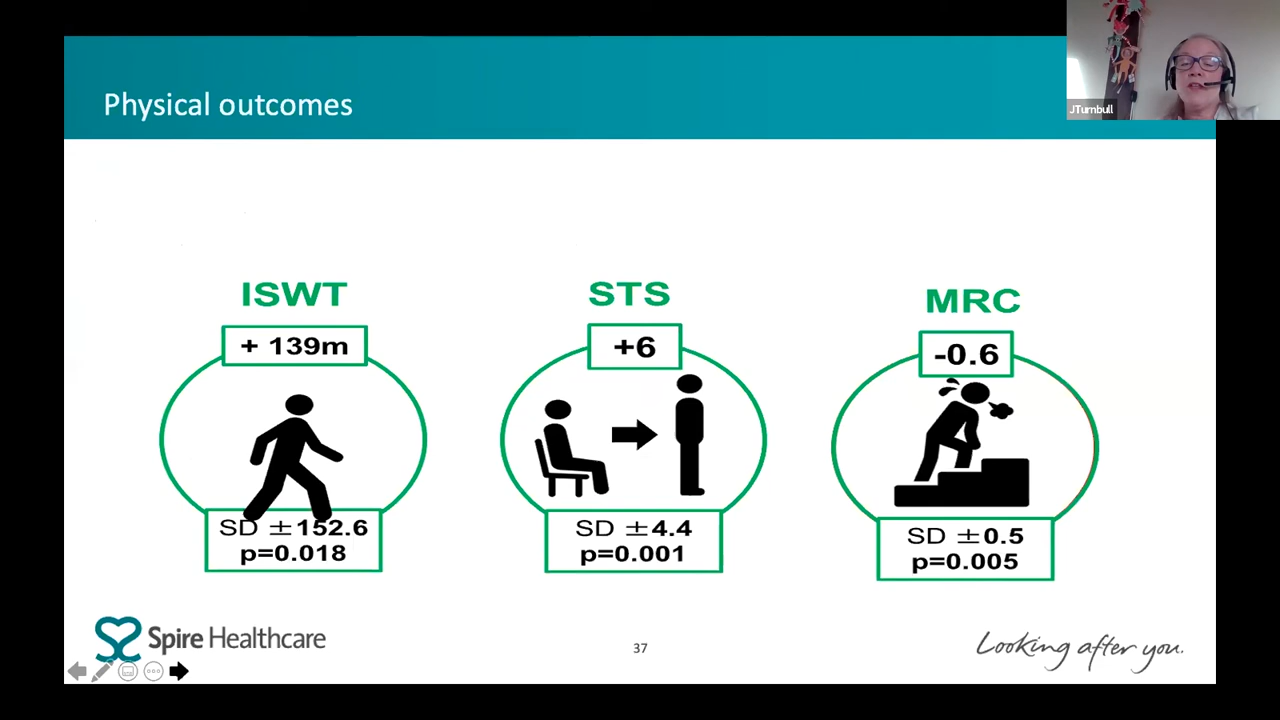 Physical outcomes
JTurnbull
ISWT
+ 139m
SD ±152.6
p=0.018
STS
+6
SD ±4.4
p=0.001
MRC
-0.6
SD ±0.5
p=0.005
Spire Healthcare
37
Looking after you.